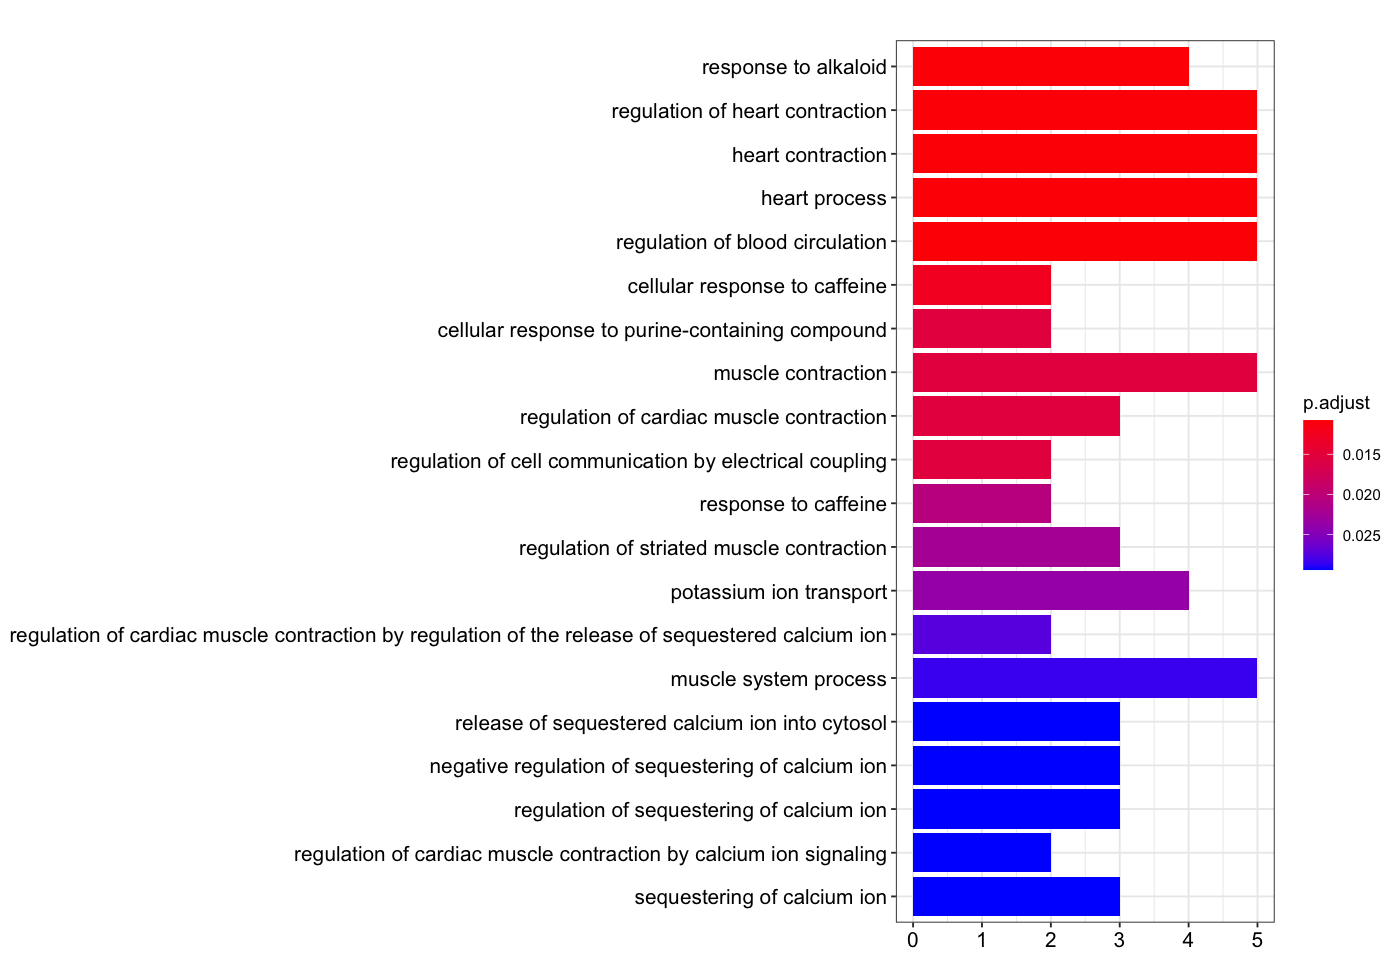 response to alkaloid
regulation of heart contraction
heart contraction
heart process
regulation of blood circulation
cellular response to caffeine
cellular response to purine-containing compound
muscle contraction
regulation of cardiac muscle contraction
regulation of cell communication by electrical coupling
response to caffeine
regulation of striated muscle contraction
potassium ion transport
regulation of cardiac muscle contraction by regulation of the release of sequestered calcium ion
muscle system process
release of sequestered calcium ion into cytosol
negative regulation of sequestering of calcium ion
regulation of sequestering of calcium ion
regulation of cardiac muscle contraction by calcium ion signaling
sequestering of calcium ion
0 1 2 3 4 5
p.adjust
0.015
0.020
0.025